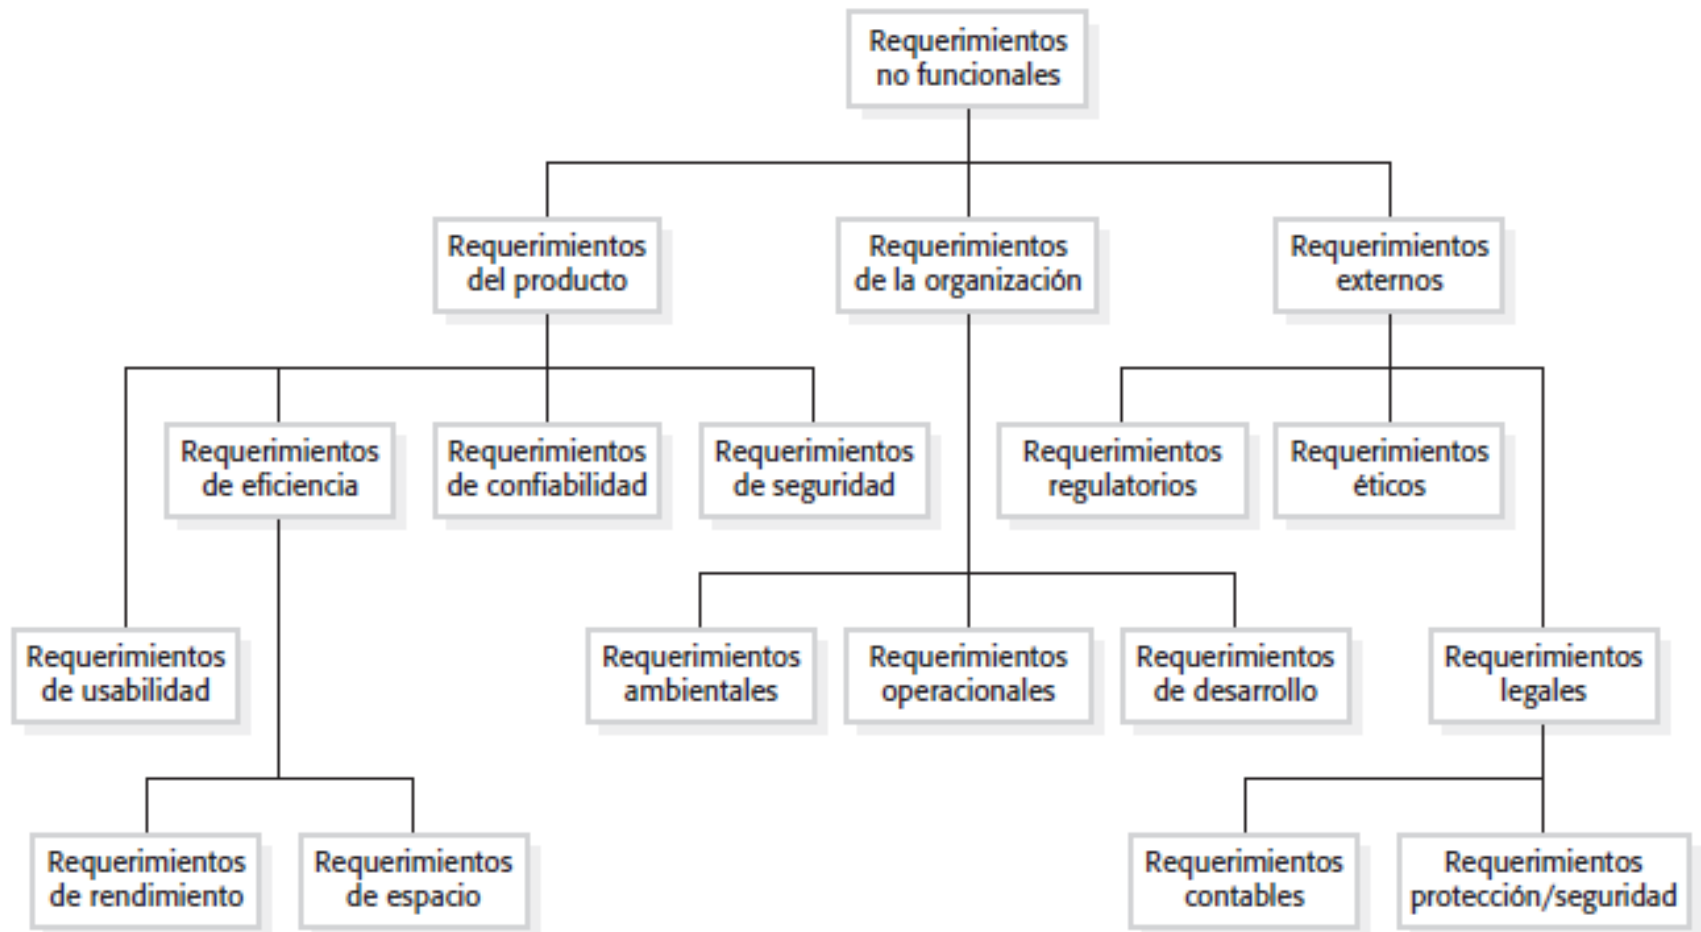 Requerimientos
no funcionales
Requerimientos
del producto
Requerimientos
de la organización
Requerimientos
externos
Requerimientos
de eficiencia
Requerimientos
de confiabilidad
Requerimientos
de seguridad
Requerimientos
regulatorios
Requerimientos
éticos
Requerimientos
de usabilidad
Requerimientos
ambientales
Requerimientos
operacionales
Requerimientos
de desarrollo
Requerimientos
legales
Requerimientos
de rendimiento
Requerimientos
de espacio
Requerimientos
contables
Requerimientos
protección/seguridad